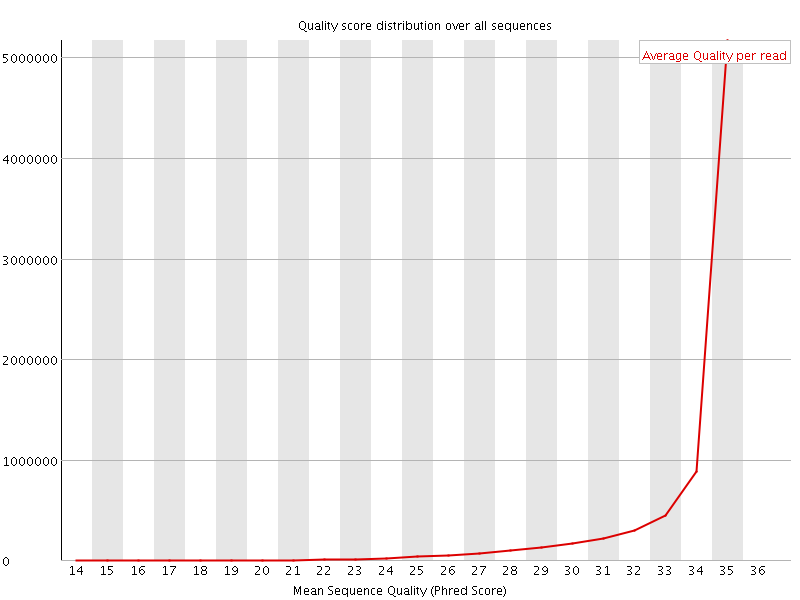 Quality score distribution over all sequences
Average Quality per read
5000000
4000000
3000000
2000000
1000000
0
14 15 16 17 18 19 20 21 22 23 24 25 26 27 28 29 30 31 32 33 34 35 36
Mean Sequence Quality (Phred Score)